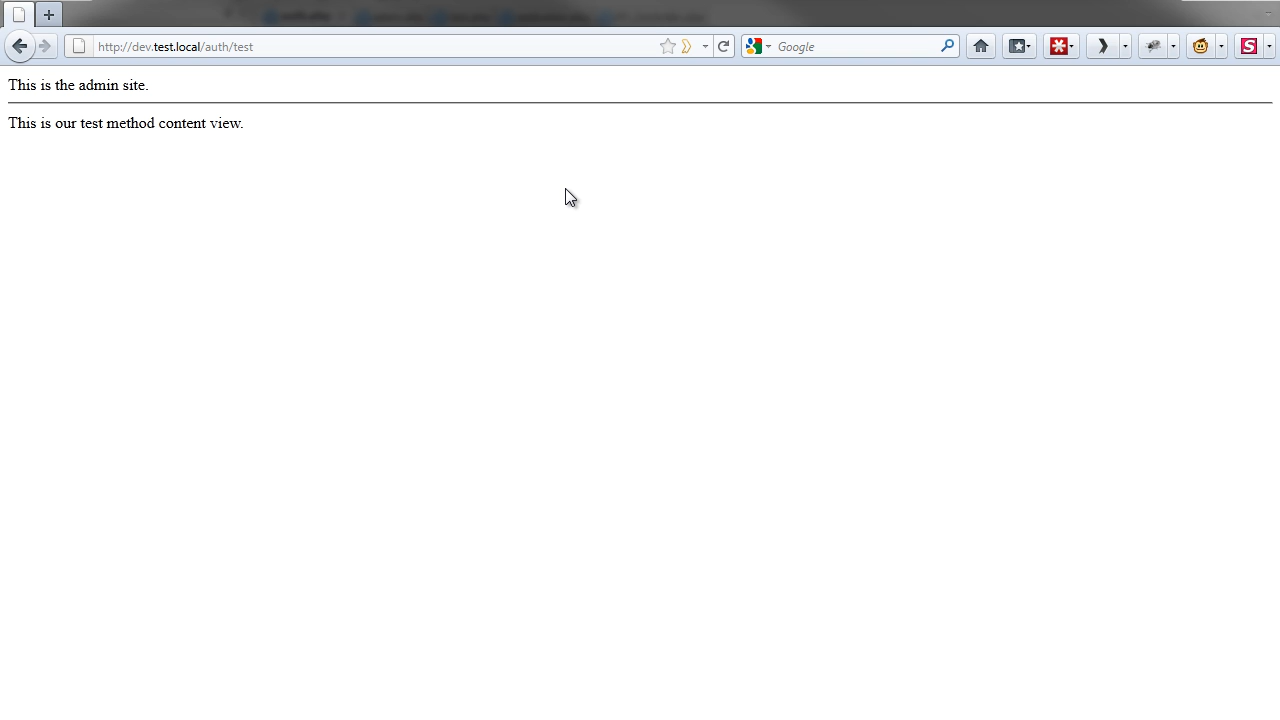 http://dev.test.local/auth/test
Google
S
This is the admin site.
This is our test method content view.